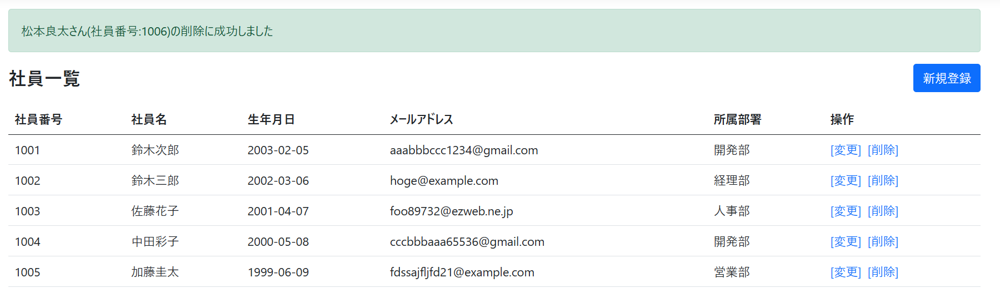 松本良太さん(社員番号:1006)の削除に成功しました
社員一覧 新規登録
社員番号 社員名 生年月日 メールアドレス 所属部署 操作
1001 鈴木次郎 2003-02-05 aaabbbccc1234@gmail.com 開発部 [変更] [削除]
1002 鈴木三郎 2002-03-06 hoge@example.com 経理部 [変更] [削除]
1003 佐藤花子 2001-04-07 foo89732@ezweb.ne.jp 人事部 [変更] [削除]
1004 中田彩子 2000-05-08 cccbbbaaa65536@gmail.com 開発部 [変更] [削除]
1005 加藤圭太 1999-06-09 fdssajfljfd21@example.com 営業部 [変更] [削除]